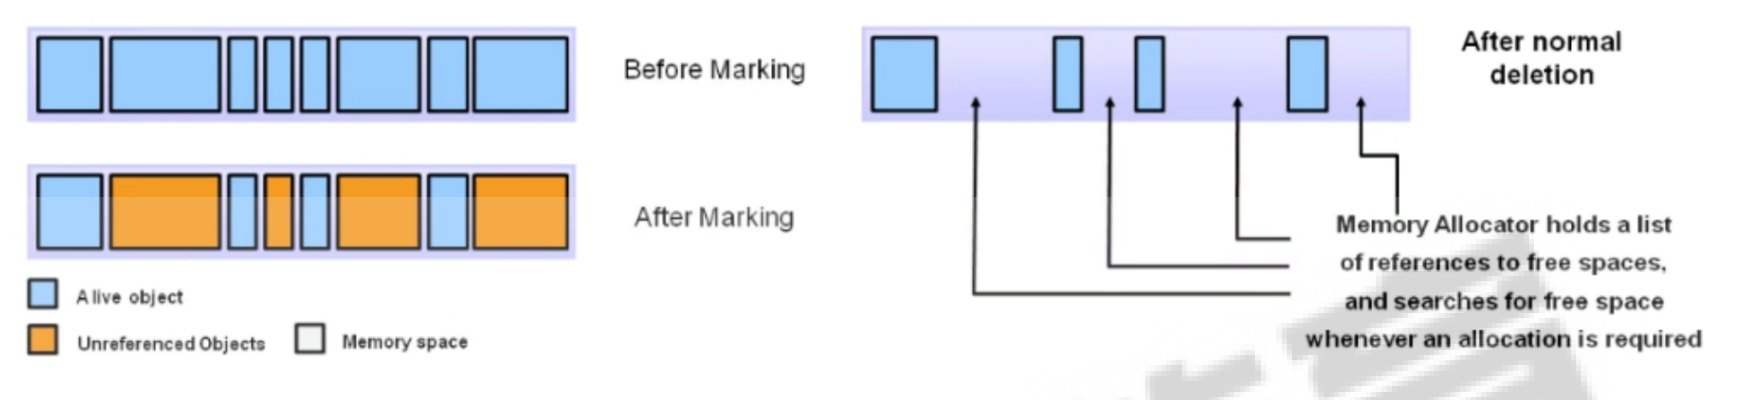 Before Marking
After Marking
A live object
Unreferenced Objects
Memory space
After normal
deletion
Memory Allocator holds a list
of references to free spaces,
and searches for free space
whenever an allocation is required